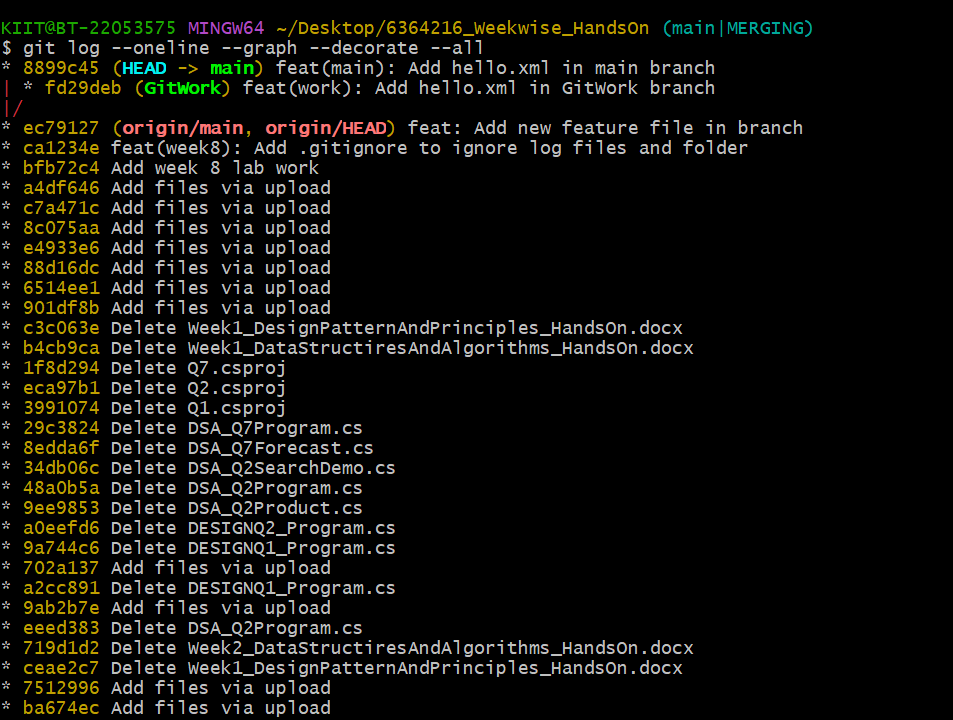 KIIT@BT-22053575 MINGW64 ~/Desktop/6364216_Weekwise_HandsOn (main|MERGING)
$ git log --oneline --graph --decorate --all
* 8899c45 (HEAD -> main) feat(main): Add hello.xml in main branch
| * fd29deb (GitWork) feat(work): Add hello.xml in GitWork branch
|/
* ec79127 (origin/main, origin/HEAD) feat: Add new feature file in branch
* ca1234e feat(week8): Add .gitignore to ignore log files and folder
* bfb72c4 Add week 8 lab work
* a4df646 Add files via upload
* c7a471c Add files via upload
* 8c075aa Add files via upload
* e4933e6 Add files via upload
* 88d16dc Add files via upload
* 6514ee1 Add files via upload
* 901df8b Add files via upload
* c3c063e Delete Week1_DesignPatternAndPrinciples_HandsOn.docx
* b4cb9ca Delete Week1_DataStructiresAndAlgorithms_HandsOn.docx
* 1f8d294 Delete Q7.csproj
* eca97b1 Delete Q2.csproj
* 3991074 Delete Q1.csproj
* 29c3824 Delete DSA_Q7Program.cs
* 8edda6f Delete DSA_Q7Forecast.cs
* 34db06c Delete DSA_Q2SearchDemo.cs
* 48a0b5a Delete DSA_Q2Program.cs
* 9ee9853 Delete DSA_Q2Product.cs
* a0eefd6 Delete DESIGNQ2_Program.cs
* 9a744c6 Delete DESIGNQ1_Program.cs
* 702a137 Add files via upload
* a2cc891 Delete DESIGNQ1_Program.cs
* 9ab2b7e Add files via upload
* eeed383 Delete DSA_Q2Program.cs
* 719d1d2 Delete Week2_DataStructiresAndAlgorithms_HandsOn.docx
* ceae2c7 Delete Week1_DesignPatternAndPrinciples_HandsOn.docx
* 7512996 Add files via upload
* ba674ec Add files via upload